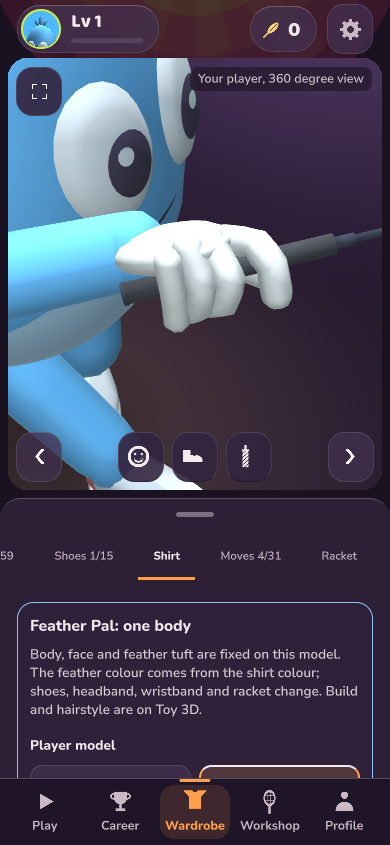 Lv 1
0
Your player, 360 degree view
59
Shoes 1/15
Shirt
Moves 4/31
Racket
Feather Pal: one body
Body, face and feather tuft are fixed on this model.
The feather colour comes from the shirt colour;
shoes, headband, wristband and racket change. Build
and hairstyle are on Toy 3D.
Player model
Play
Career
Wardrobe
Workshop
Profile